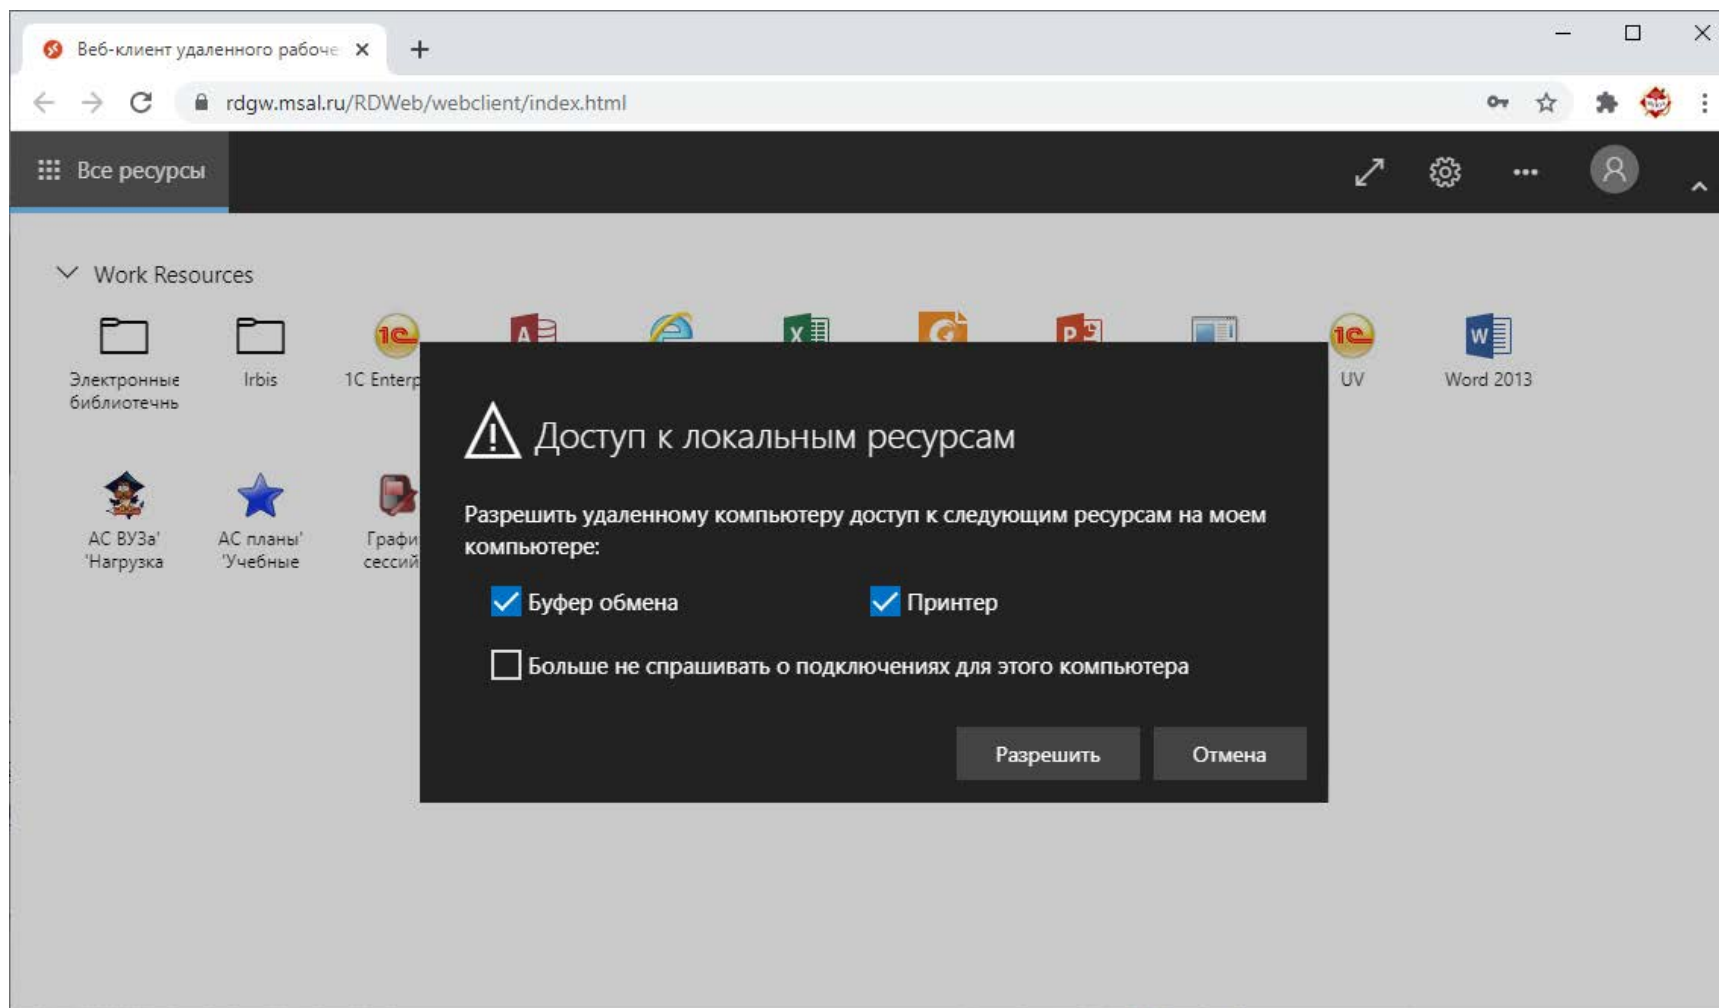 Веб-клиент удаленного рабоче
rdgw.msal.ru/RDWeb/webclient/index.html
Все ресурсы
Work Resources
Электронные библиотечнь
Irbis
1C Enterp
UV
Word 2013
АС ВУЗа' 'Нагрузка
АС планы' 'Учебные
Графи сессий
Доступ к локальным ресурсам
Разрешить удаленному компьютеру доступ к следующим ресурсам на моем
компьютере:
Буфер обмена
Принтер
Больше не спрашивать о подключениях для этого компьютера
Разрешить
Отмена